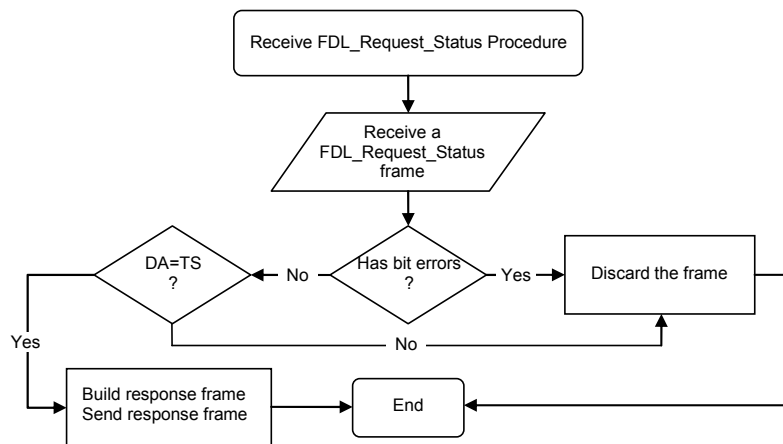 Receive FDL_Request_Status Procedure
Receive a
FDL_Request_Status
frame
DA=TS
?
No
Has bit errors
?
Yes
Discard the frame
Yes
No
Build response frame
Send response frame
End